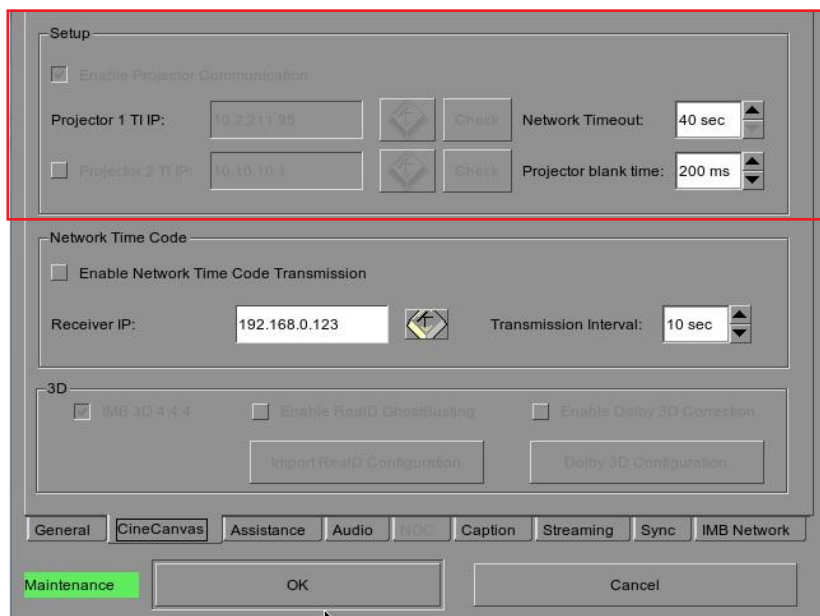 Setup
Enable Projector Communication
Projector 1 TI IP: 10.2.211.95 Check Network Timeout: 40 sec
Projector 2 TI IP: 10.10.10.1 Check Projector blank time: 200 ms
Network Time Code
Enable Network Time Code Transmission
Receiver IP: 192.168.0.123 Transmission Interval: 10 sec
3D
IMB 3D 4:4:4 Enable RealD GhostBusting Enable Dolby 3D Correction
Import RealD Configuration Dolby 3D Configuration
General CineCanvas Assistance Audio NOC Caption Streaming Sync IMB Network
Maintenance OK Cancel